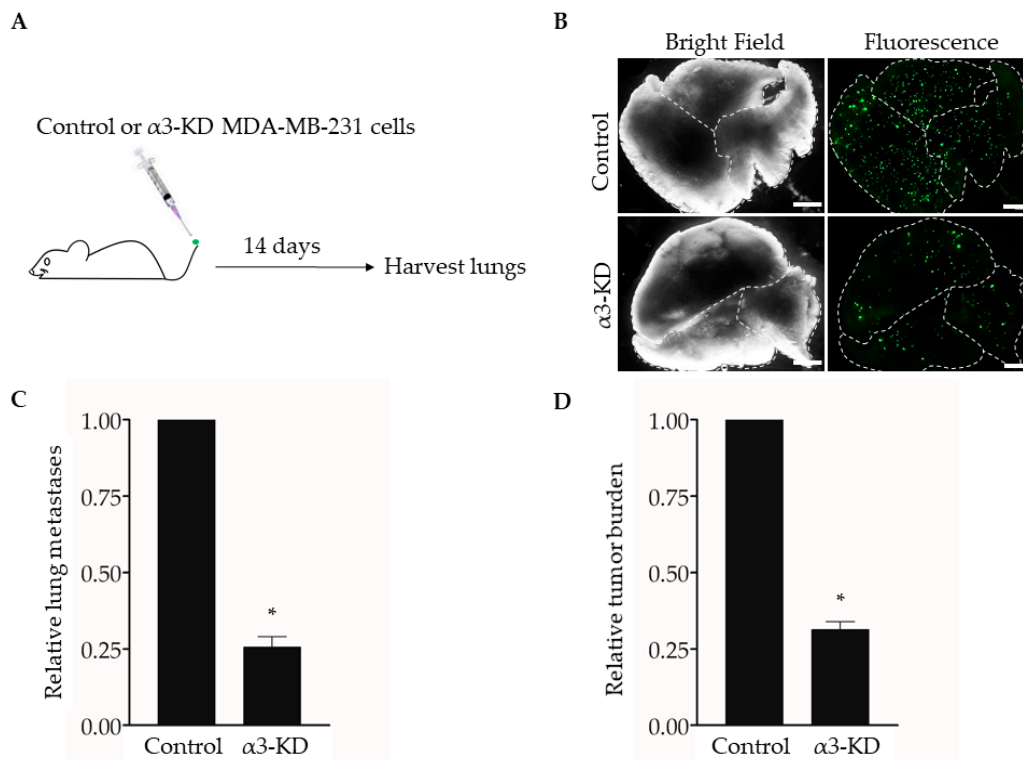 A
Control or α3-KD MDA-MB-231 cells
14 days
Harvest lungs
B
Bright Field
Fluorescence
Control
α3-KD
C
Relative lung metastases
1.00
0.75
0.50
0.25
0.00
*
Control
α3-KD
D
Relative tumor burden
1.00
0.75
0.50
0.25
0.00
*
Control
α3-KD